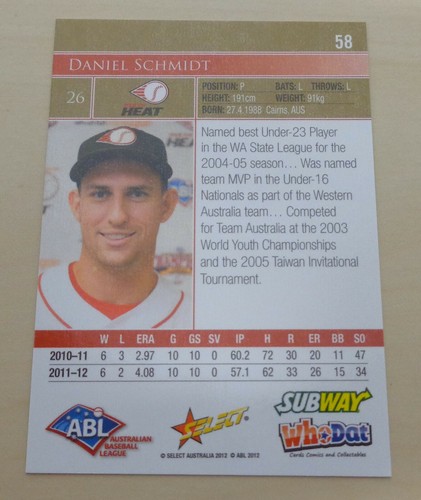 58
DANIEL SCHMIDT
26
HEAT
POSITION: P BATS: L THROWS: L
HEIGHT: 191cm WEIGHT: 91kg
BORN: 27.4.1988 Cairns, AUS
Named best Under-23 Player
in the WA State League for the
2004-05 season... Was named
team MVP in the Under-16
Nationals as part of the Western
Australia team... Competed
for Team Australia at the 2003
World Youth Championships
and the 2005 Taiwan Invitational
Tournament.
W L ERA G GS SV IP H R ER BB SO
2010-11 6 3 2.97 10 10 0 60.2 72 30 20 11 47
2011-12 6 2 4.08 10 10 0 57.1 62 33 26 15 34
ABL
AUSTRALIAN
BASEBALL
LEAGUE
SELECT
SUBWAY
WhoDat
Cards Comics and Collectables
© SELECT AUSTRALIA 2012 © ABL 2012